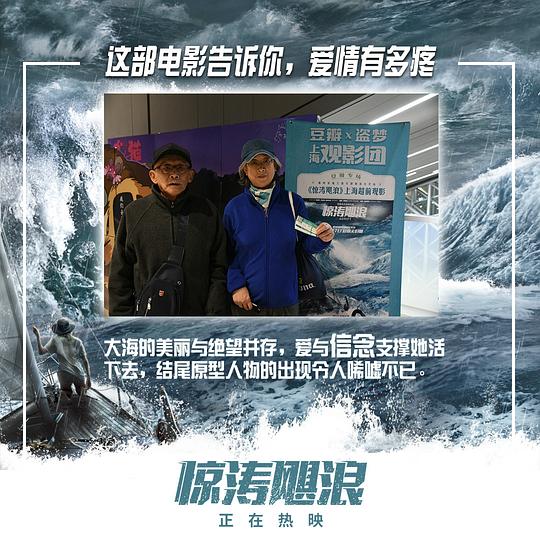 这部电影告诉你，爱情有多疼
豆瓣×盗梦
上海观影团
豆瓣专场
《惊涛飓浪》上海超前观影
惊涛飓浪
大海的美丽与绝望并存，爱与信念支撑她活
下去，结尾原型人物的出现令人唏嘘不已。
惊涛飓浪
正在热映